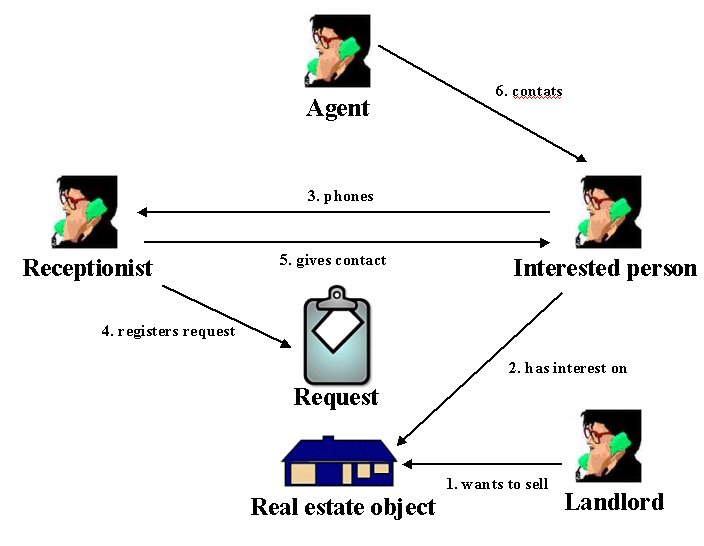 6. contats
Agent
3. phones
Receptionist
5. gives contact
Interested person
4. registers request
2. has interest on
Request
1. wants to sell
Real estate object
Landlord